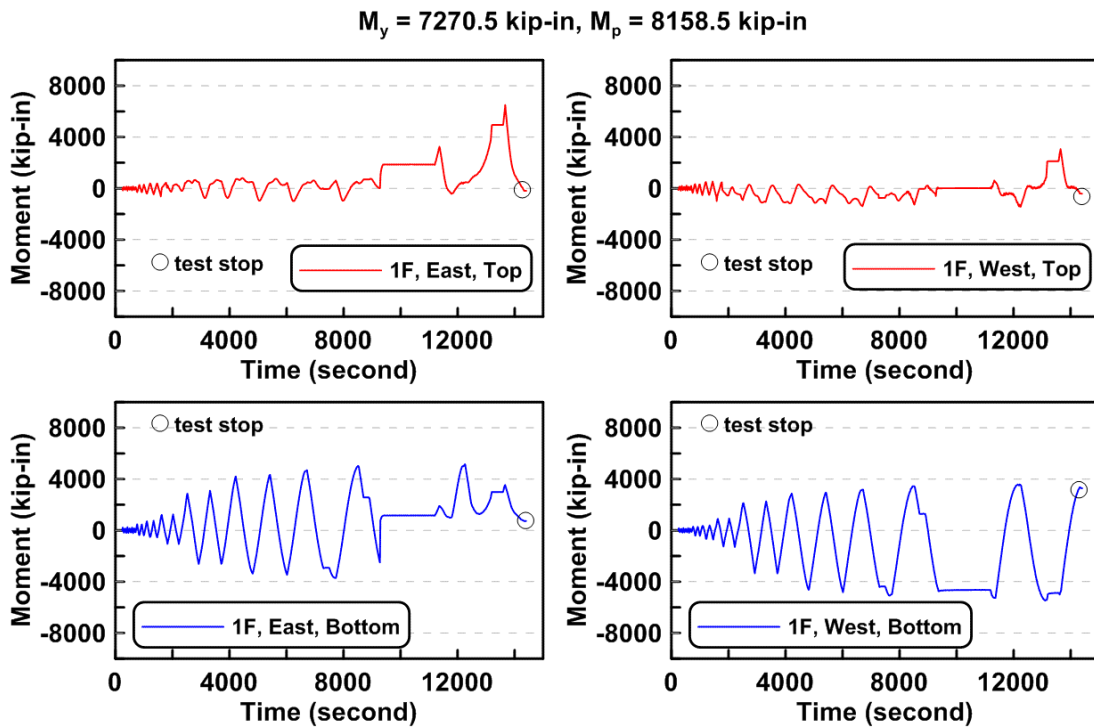 My = 7270.5 kip-in, Mp = 8158.5 kip-in
Moment (kip-in)
8000
4000
0
-4000
-8000
test stop
1F, East, Top
0 4000 8000 12000
Time (second)
Moment (kip-in)
8000
4000
0
-4000
-8000
test stop
1F, West, Top
0 4000 8000 12000
Time (second)
Moment (kip-in)
8000
4000
0
-4000
-8000
test stop
1F, East, Bottom
0 4000 8000 12000
Time (second)
Moment (kip-in)
8000
4000
0
-4000
-8000
test stop
1F, West, Bottom
0 4000 8000 12000
Time (second)